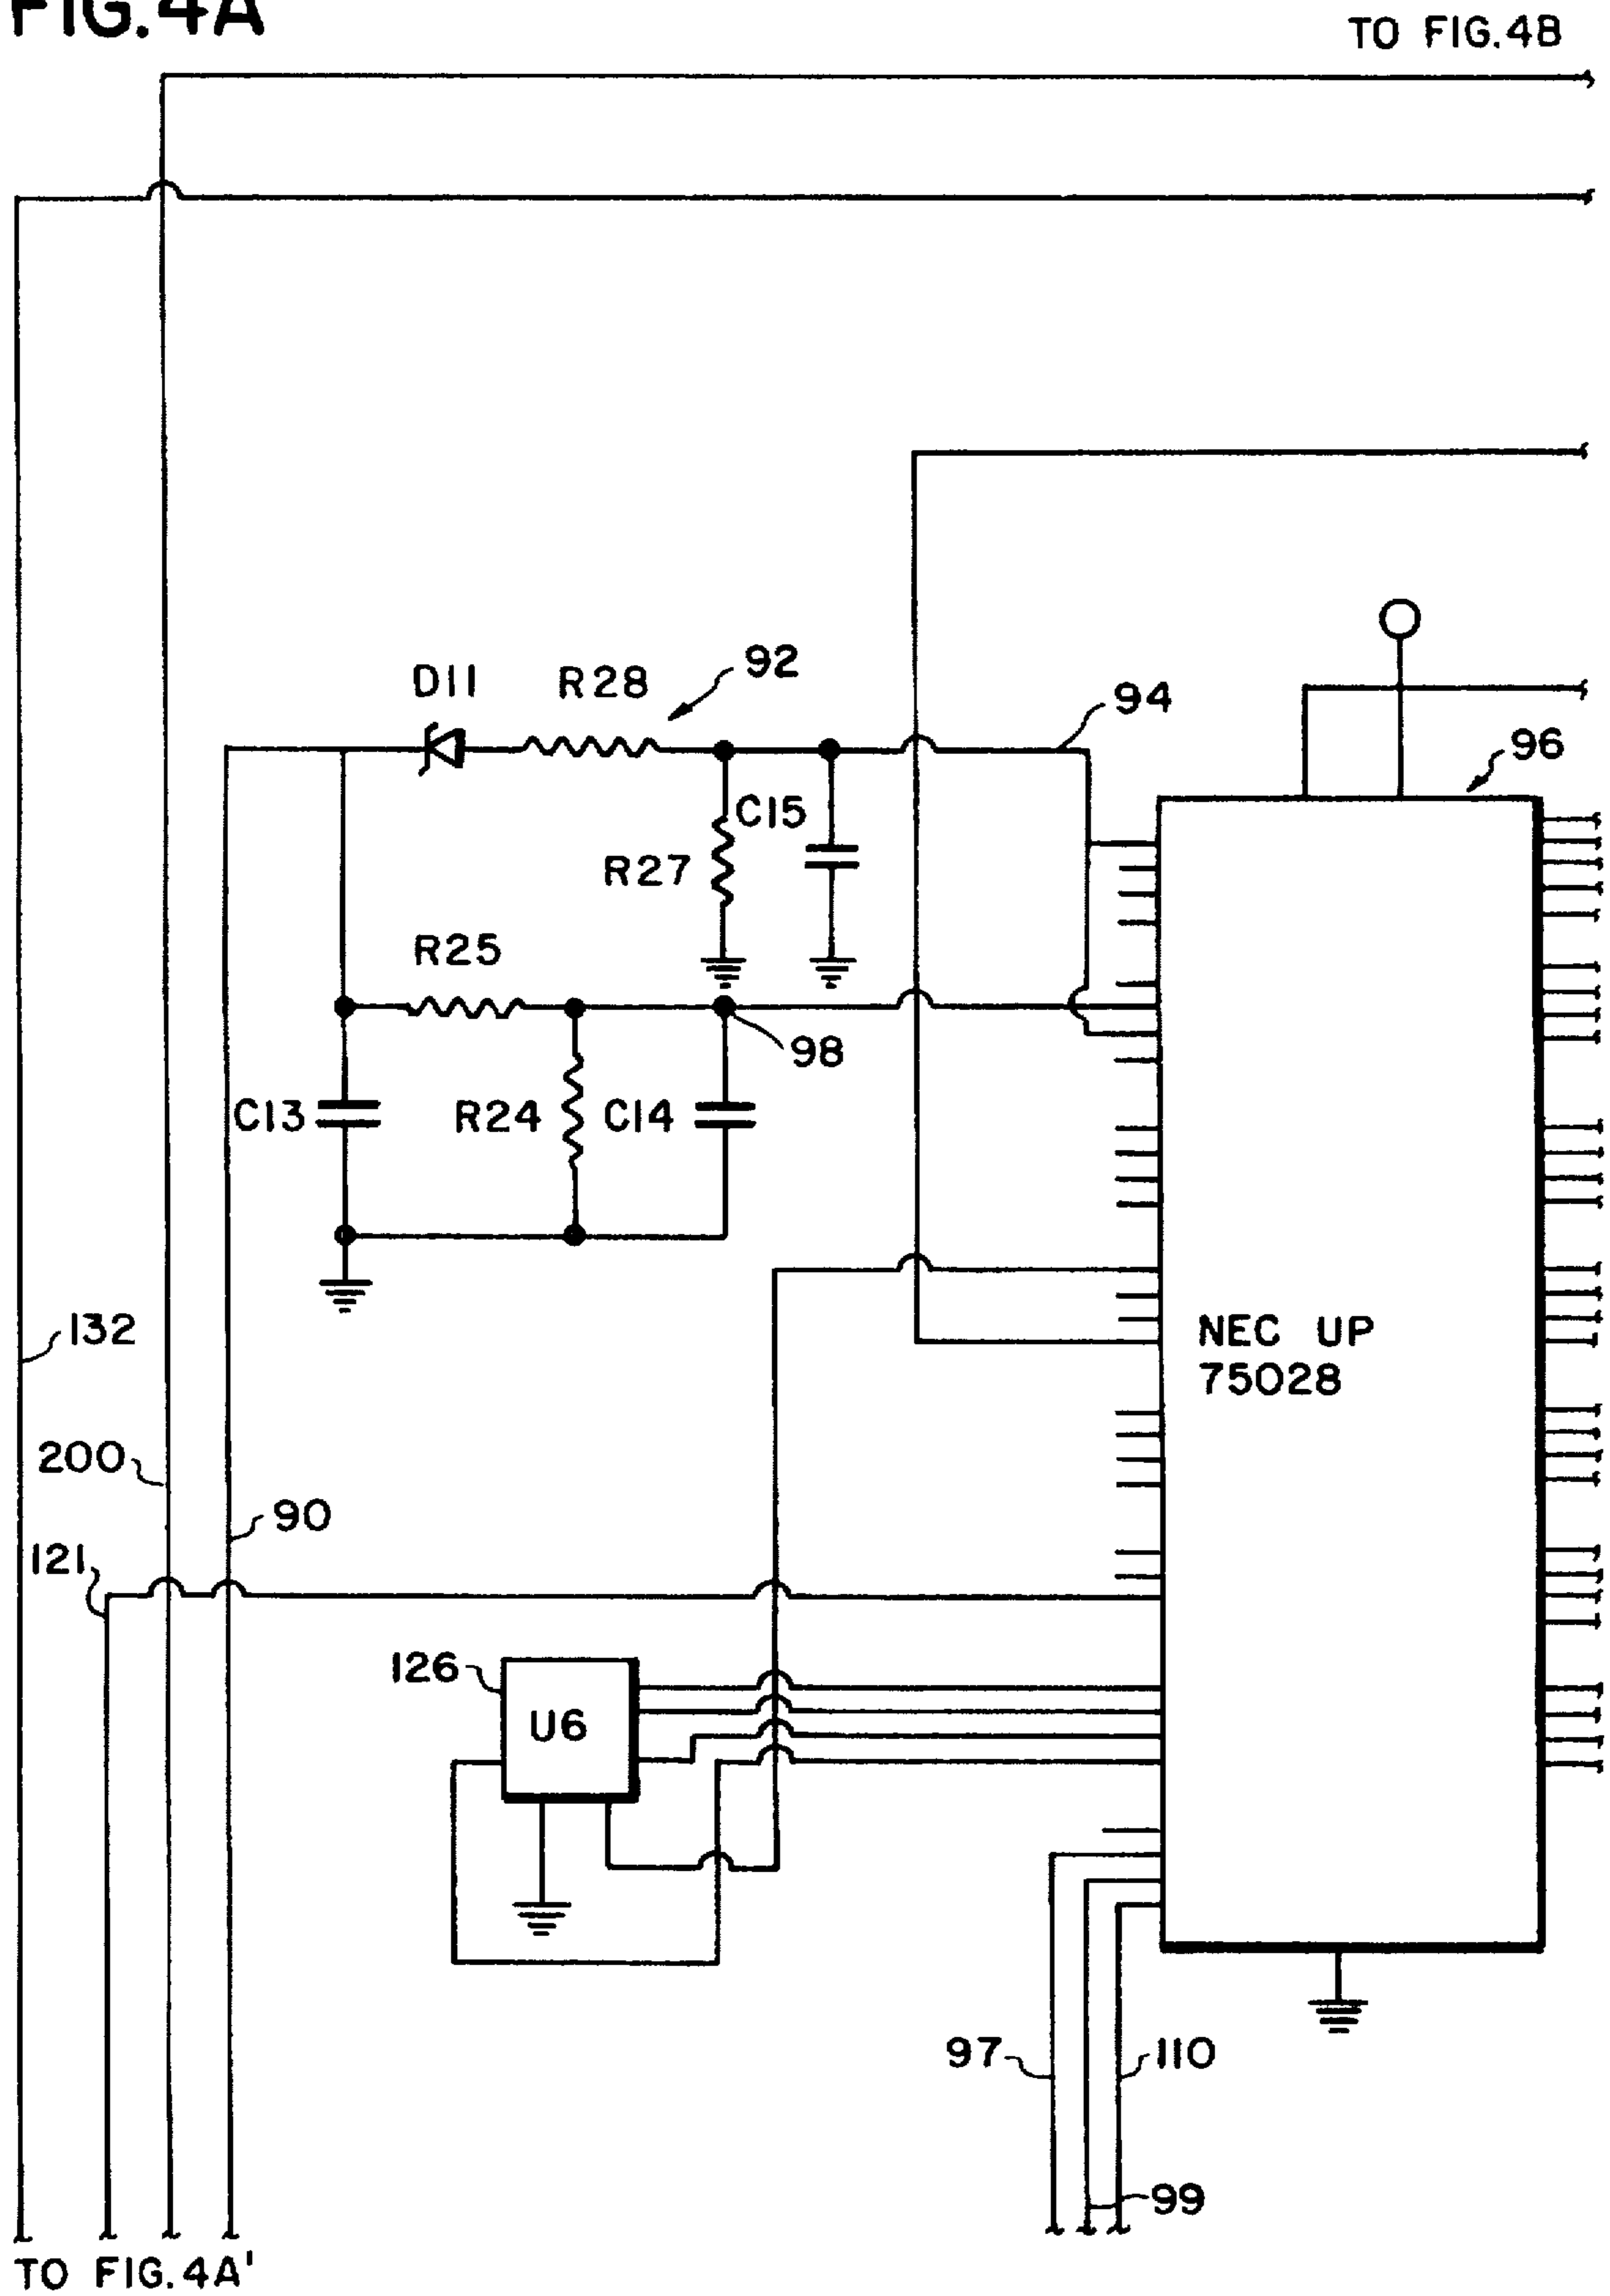 FIG.4A
TO FIG.4B
D11
R28
92
94
96
C15
R27
R25
98
C13
R24
C14
132
NEC UP
75028
200
90
121
126
U6
97
110
99
TO FIG.4A'